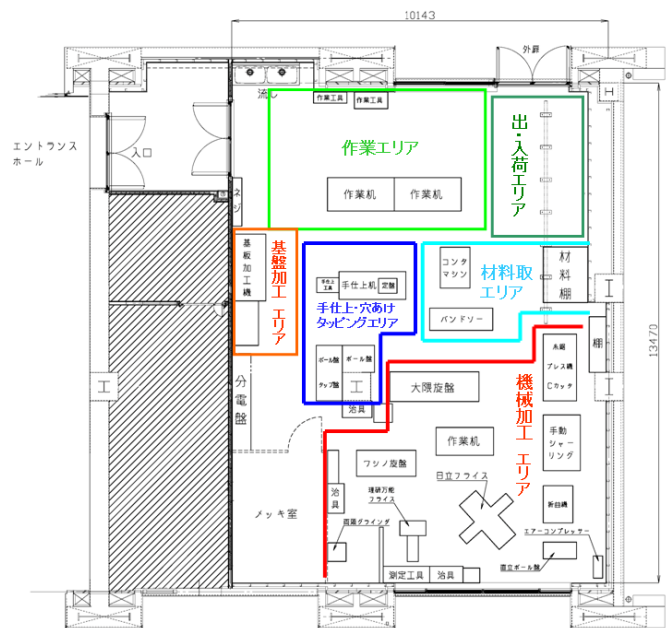 10143
外扉
流し
作業工具
作業工具
作業エリア
出・入荷エリア
エントランス
ホール
入口
ネジ
作業机
作業机
基板加工機
基盤加工 エリア
手仕上
工具
手仕上机
定盤
手仕上・穴あけ
タッピングエリア
コンタ
マシン
材料取
エリア
材料棚
バンドソー
13470
ボール盤
ボール盤
タップ盤
治具
分電盤
大隈旋盤
機械加工 エリア
糸鋸
プレス機
Cカッタ
棚
作業机
手動
シャー
リング
ワシノ旋盤
日立フライス
理研万能
フライス
治具
メッキ室
両頭グラインダ
折曲機
エアーコンプレッサー
直立ボール盤
測定工具
治具